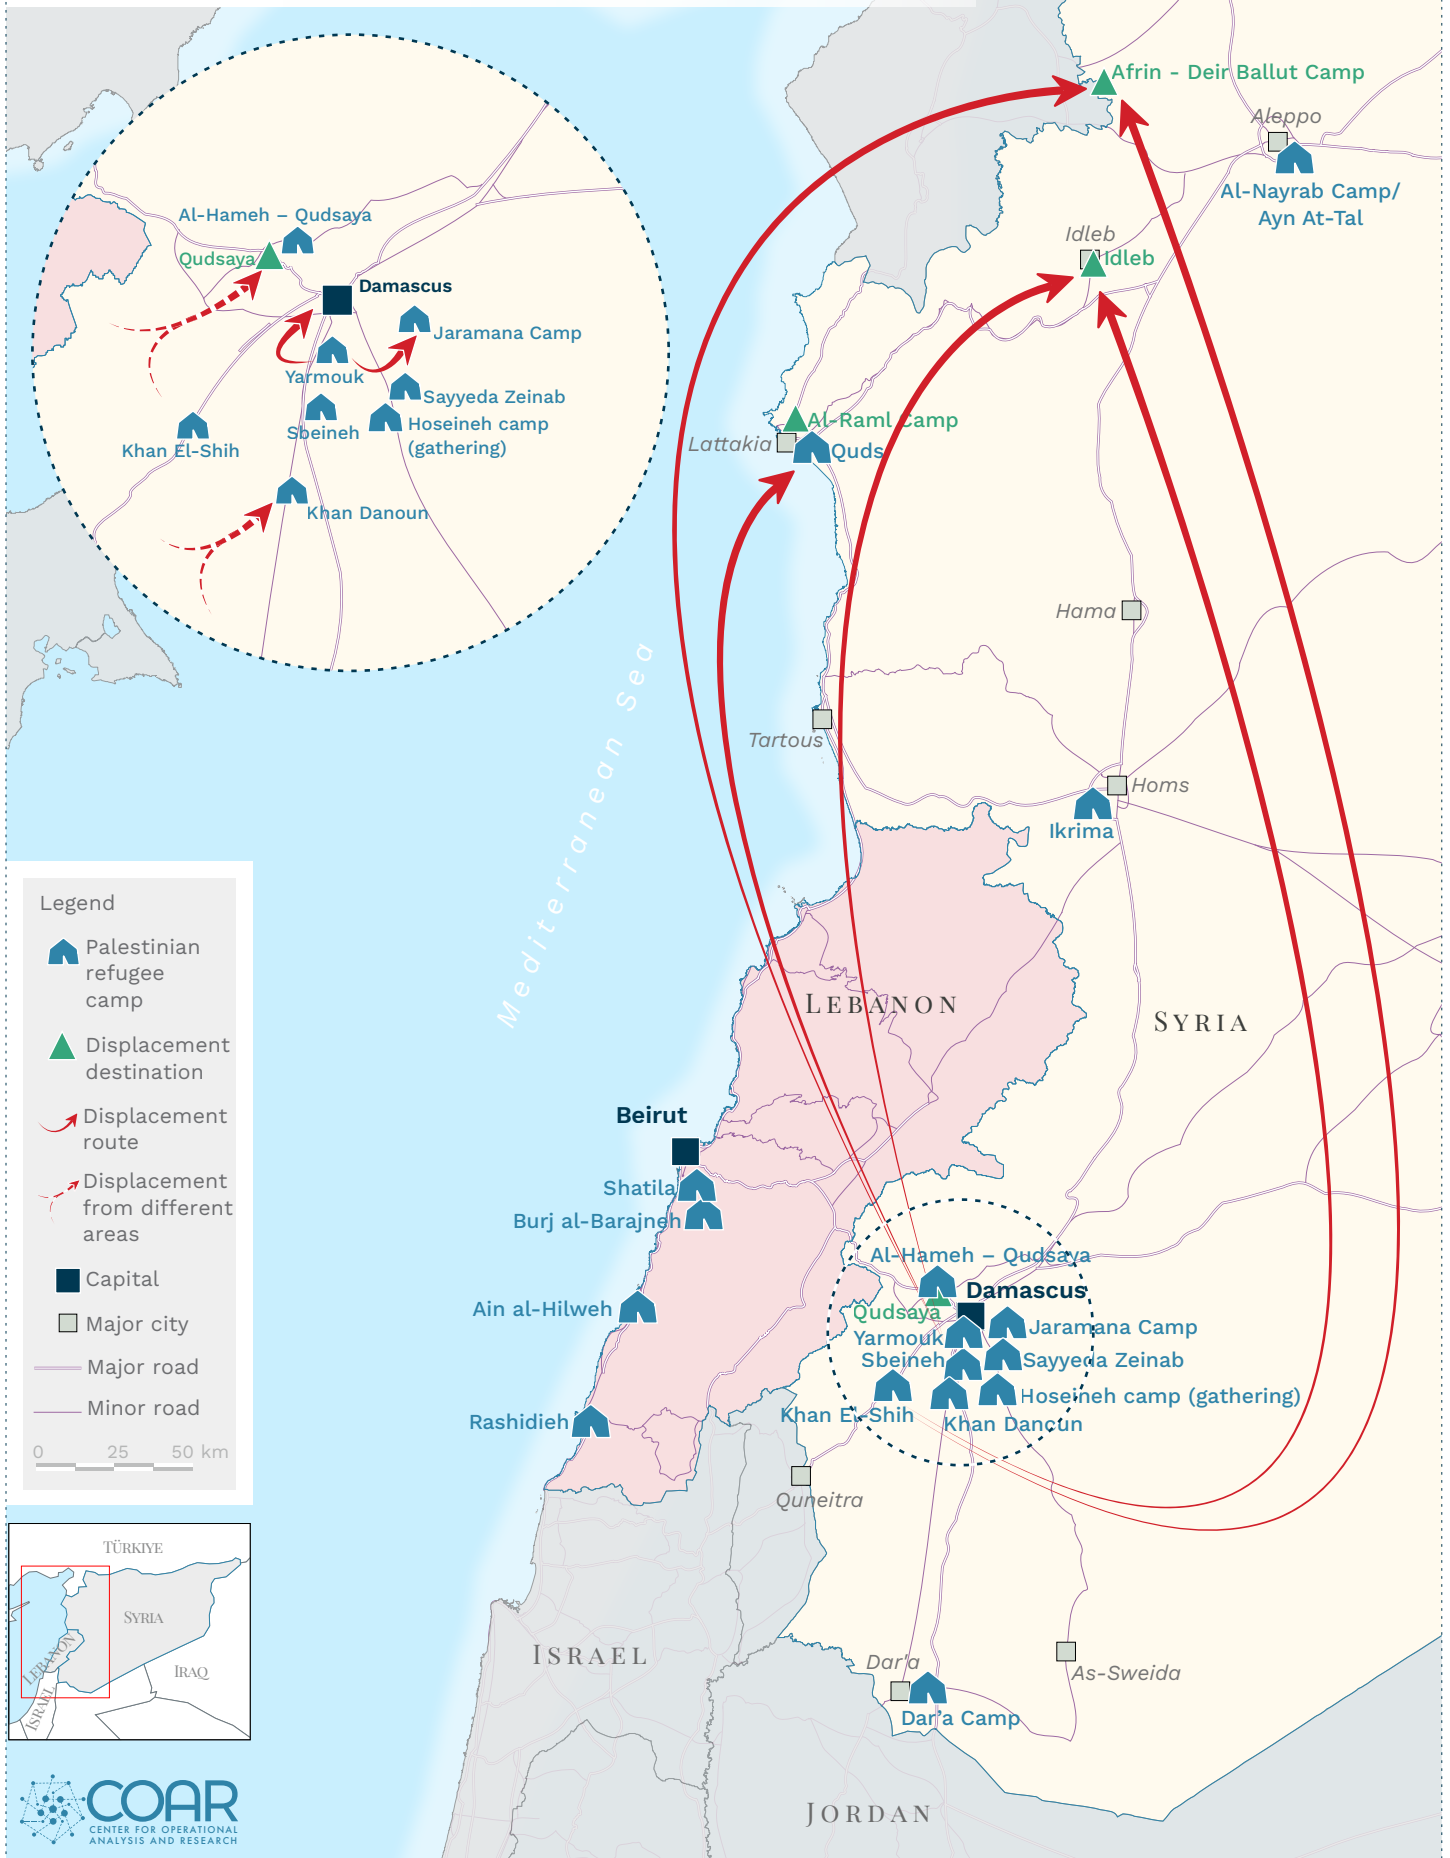 Afrin - Deir Ballut Camp
Aleppo
Al-Nayrab Camp/
Ayn At-Tal
Idleb
Idleb
Al-Hameh – Qudsaya
Qudsaya
Damascus
Jaramana Camp
Yarmouk
Sayyeda Zeinab
Sbeineh
Hoseineh camp
(gathering)
Khan El-Shih
Khan Danoun
Al-Raml Camp
Lattakia
Quds
Hama
Mediterranean Sea
Tartous
Homs
Ikrima
LEBANON
SYRIA
Beirut
Shatila
Burj al-Barajneh
Ain al-Hilweh
Rashidieh
Al-Hameh – Qudsaya
Damascus
Qudsaya
Yarmouk
Jaramana Camp
Sbeineh
Sayyeda Zeinab
Hoseineh camp (gathering)
Khan El-Shih
Khan Danoun
Quneitra
ISRAEL
Dar'a
As-Sweida
Dar'a Camp
JORDAN
Legend
Palestinian
refugee
camp
Displacement
destination
Displacement
route
Displacement
from different
areas
Capital
Major city
Major road
Minor road
0 25 50 km
TÜRKIYE
SYRIA
LEBANON
IRAQ
ISRAEL
COAR
CENTER FOR OPERATIONAL
ANALYSIS AND RESEARCH